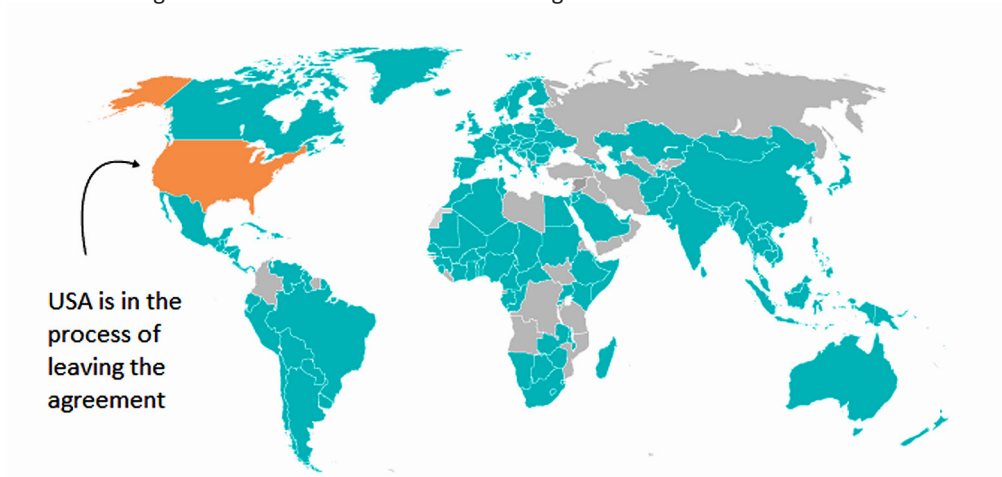 USA is in the
process of
leaving the
agreement